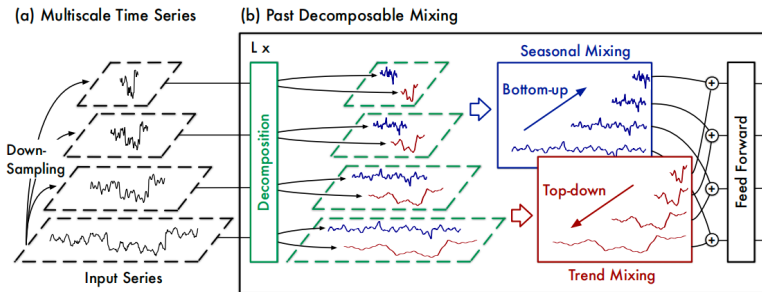 (a) Multiscale Time Series
(b) Past Decomposable Mixing
L x
Down-
Sampling
Input Series
Decomposition
Seasonal Mixing
Bottom-up
Top-down
Trend Mixing
+
+
+
+
Feed Forward